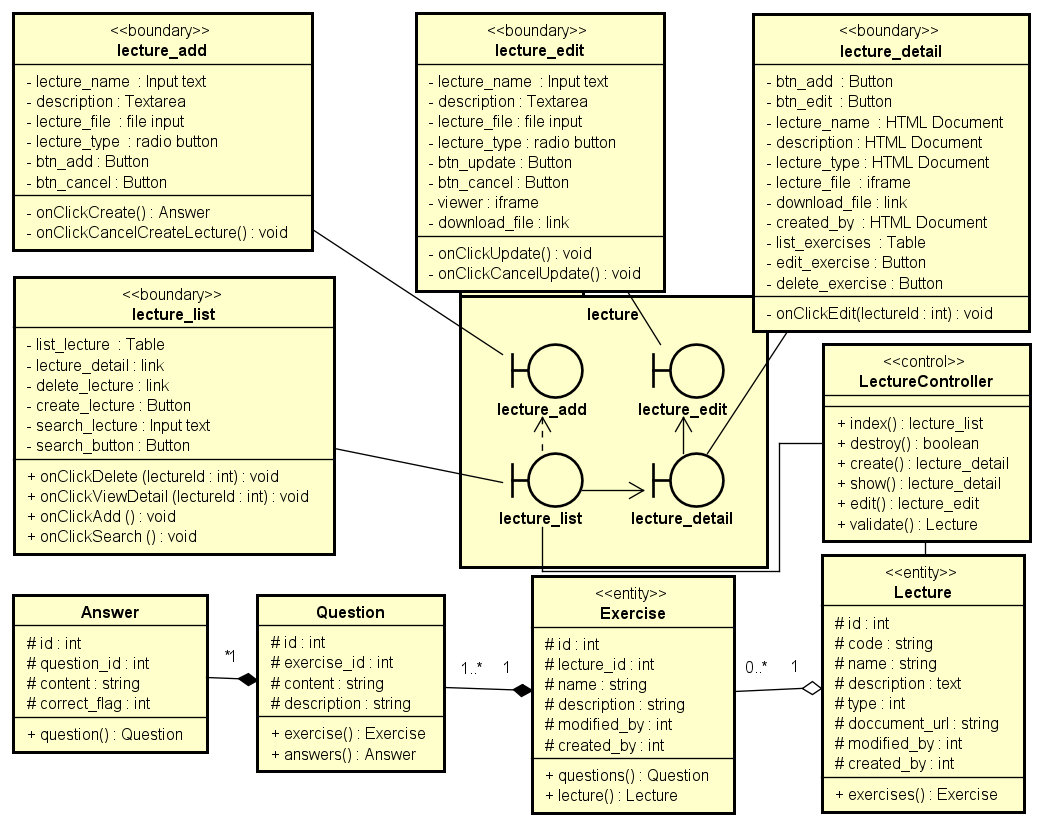 <<boundary>>
lecture_add
- lecture_name : Input text
- description : Textarea
- lecture_file : file input
- lecture_type : radio button
- btn_add : Button
- btn_cancel : Button
- onClickCreate() : Answer
- onClickCancelCreateLecture() : void
<<boundary>>
lecture_edit
- lecture_name : Input text
- description : Textarea
- lecture_file : file input
- lecture_type : radio button
- btn_update : Button
- btn_cancel : Button
- viewer : iframe
- download_file : link
- onClickUpdate() : void
- onClickCancelUpdate() : void
<<boundary>>
lecture_detail
- btn_add : Button
- btn_edit : Button
- lecture_name : HTML Document
- description : HTML Document
- lecture_type : HTML Document
- lecture_file : iframe
- download_file : link
- created_by : HTML Document
- list_exercises : Table
- edit_exercise : Button
- delete_exercise : Button
- onClickEdit(lectureId : int) : void
<<boundary>>
lecture_list
- list_lecture : Table
- lecture_detail : link
- delete_lecture : link
- create_lecture : Button
- search_lecture : Input text
- search_button : Button
+ onClickDelete (lectureId : int) : void
+ onClickViewDetail (lectureId : int) : void
+ onClickAdd () : void
+ onClickSearch () : void
lecture
lecture_add
lecture_edit
lecture_list
lecture_detail
<<control>>
LectureController
+ index() : lecture_list
+ destroy() : boolean
+ create() : lecture_detail
+ show() : lecture_detail
+ edit() : lecture_edit
+ validate() : Lecture
Answer
# id : int
# question_id : int
# content : string
# correct_flag : int
+ question() : Question
*1
Question
# id : int
# exercise_id : int
# content : string
# description : string
+ exercise() : Exercise
+ answers() : Answer
1..* 1
<<entity>>
Exercise
# id : int
# lecture_id : int
# name : string
# description : string
# modified_by : int
# created_by : int
+ questions() : Question
+ lecture() : Lecture
0..* 1
<<entity>>
Lecture
# id : int
# code : string
# name : string
# description : text
# type : int
# doccument_url : string
# modified_by : int
# created_by : int
+ exercises() : Exercise